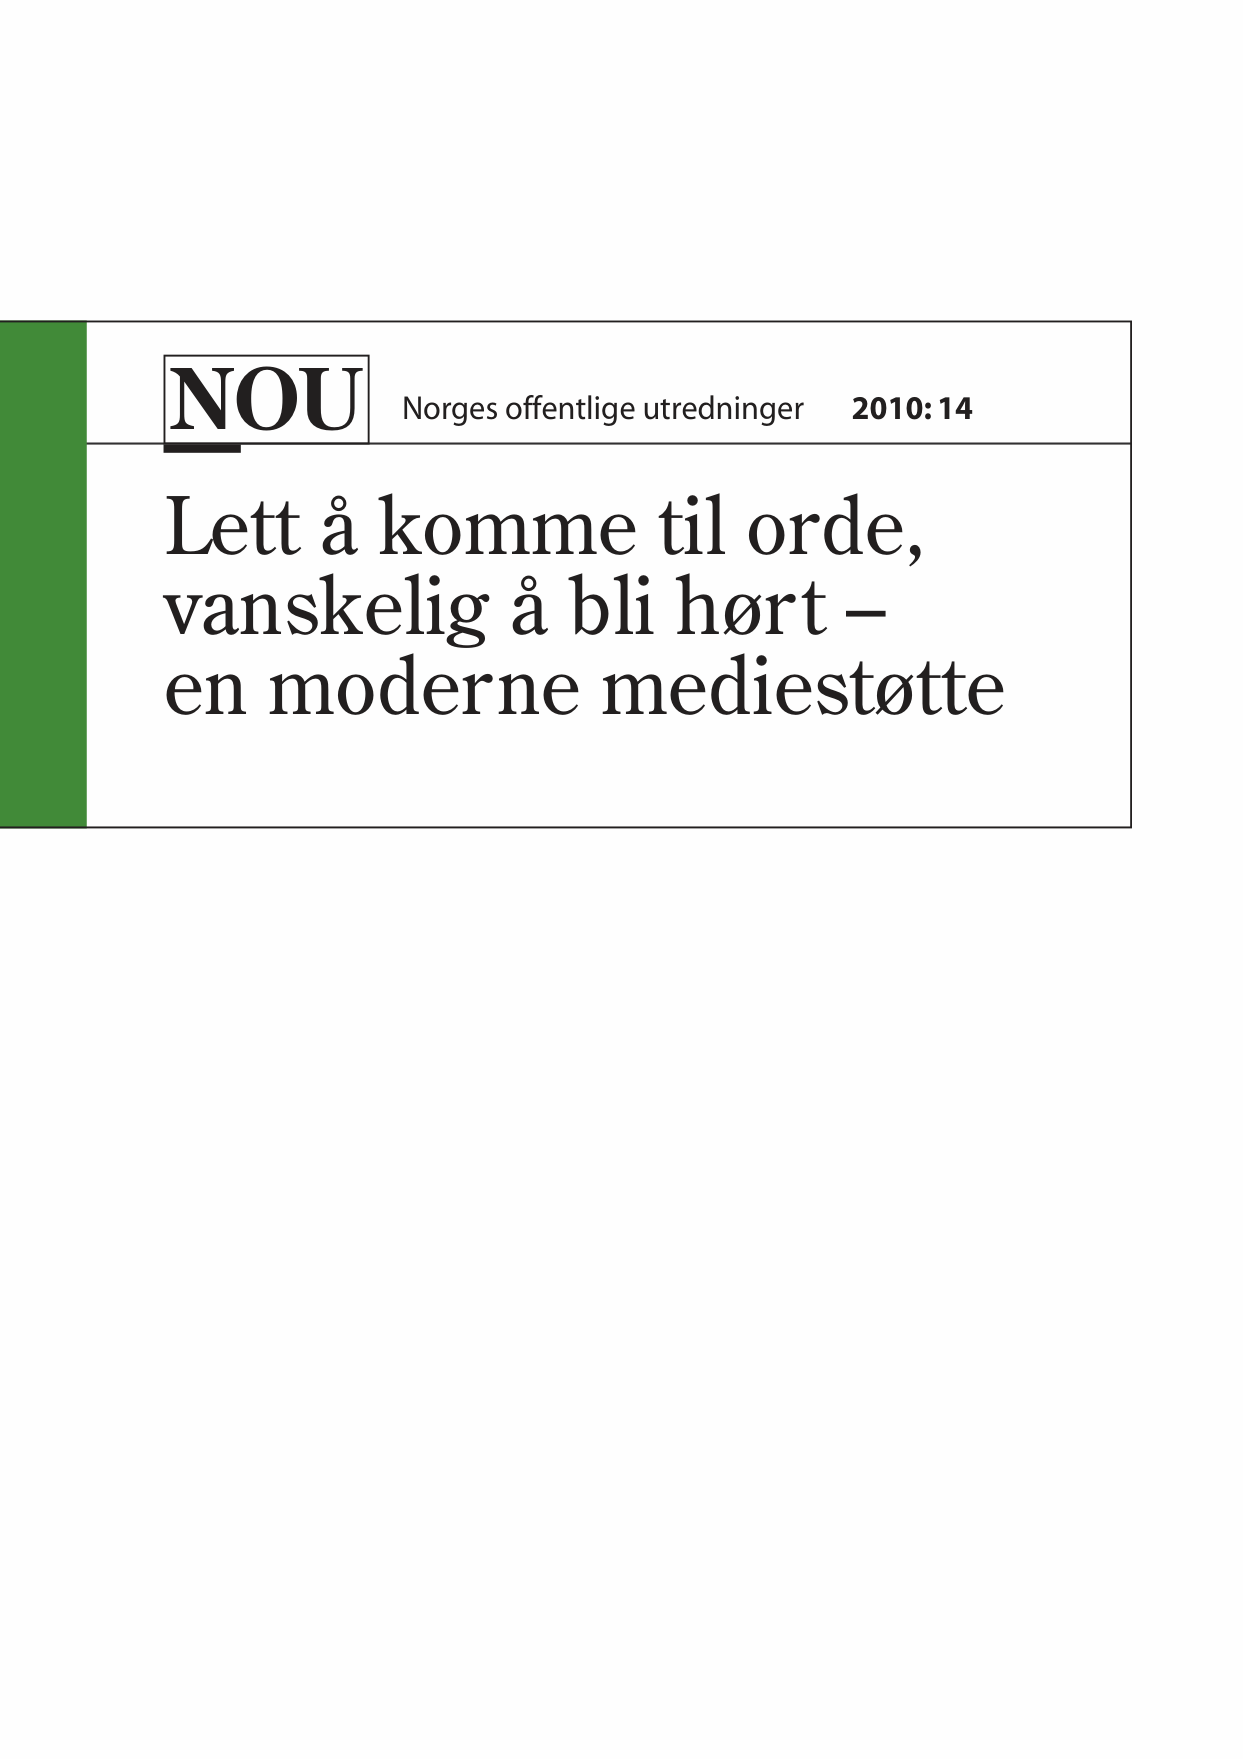 NOU Norges offentlige utredninger 2010: 14
Lett å komme til orde,
vanskelig å bli hørt –
en moderne mediestøtte